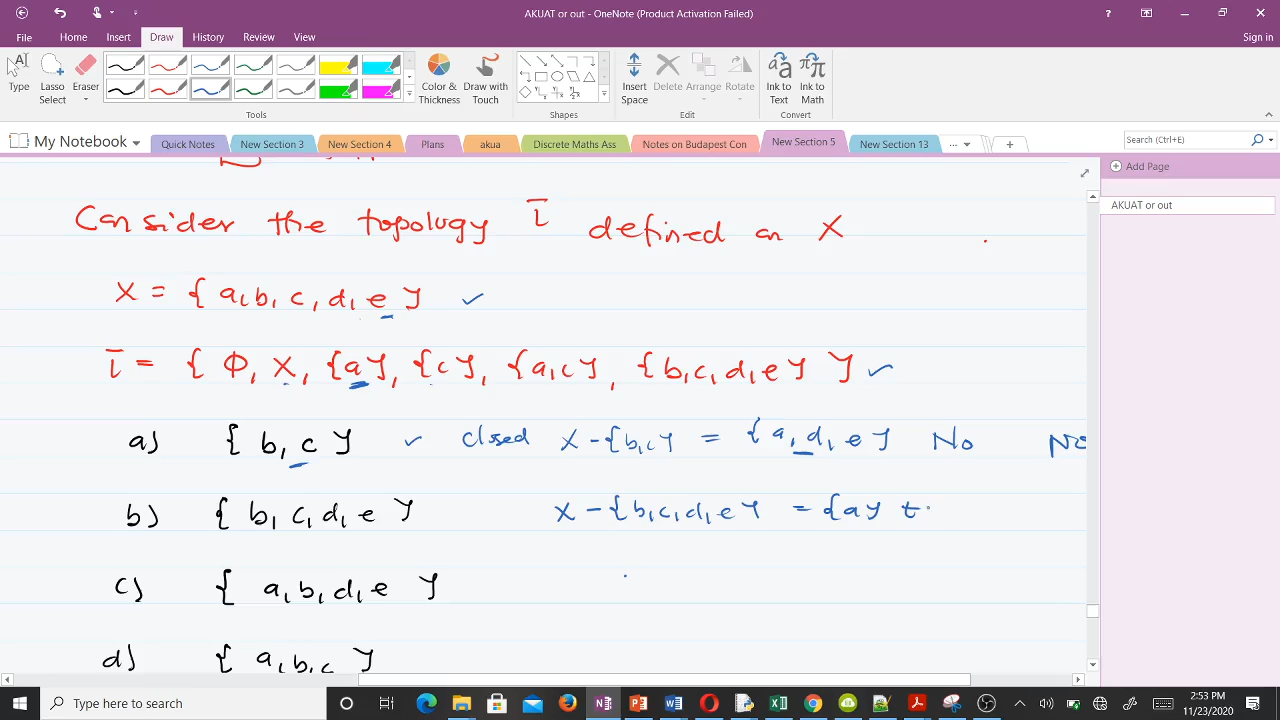 AKUAT or out - OneNote (Product Activation Failed)
File Home Insert Draw History Review View Sign in
Type Lasso Select Eraser Color & Thickness Draw with Touch Insert Space Delete Arrange Rotate Ink to Text Ink to Math
Tools Shapes Edit Convert
My Notebook Quick Notes New Section 3 New Section 4 Plans akua Discrete Maths Ass Notes on Budapest Con New Section 5 New Section 13 ... Search (Ctrl+E)
Add Page
AKUAT or out
Consider the topology τ defined on X
X = { a, b, c, d, e } ✓
τ = { Φ, X, {a}, {c}, {a,c}, {b,c,d,e} } ✓
a) { b, c } ✓ closed X - {b,c} = {a, d, e } No No
b) { b, c, d, e } X - {b,c,d,e} = {a} t
c) { a, b, d, e }
d) { a, b, c }
Type here to search
2:53 PM
11/23/2020